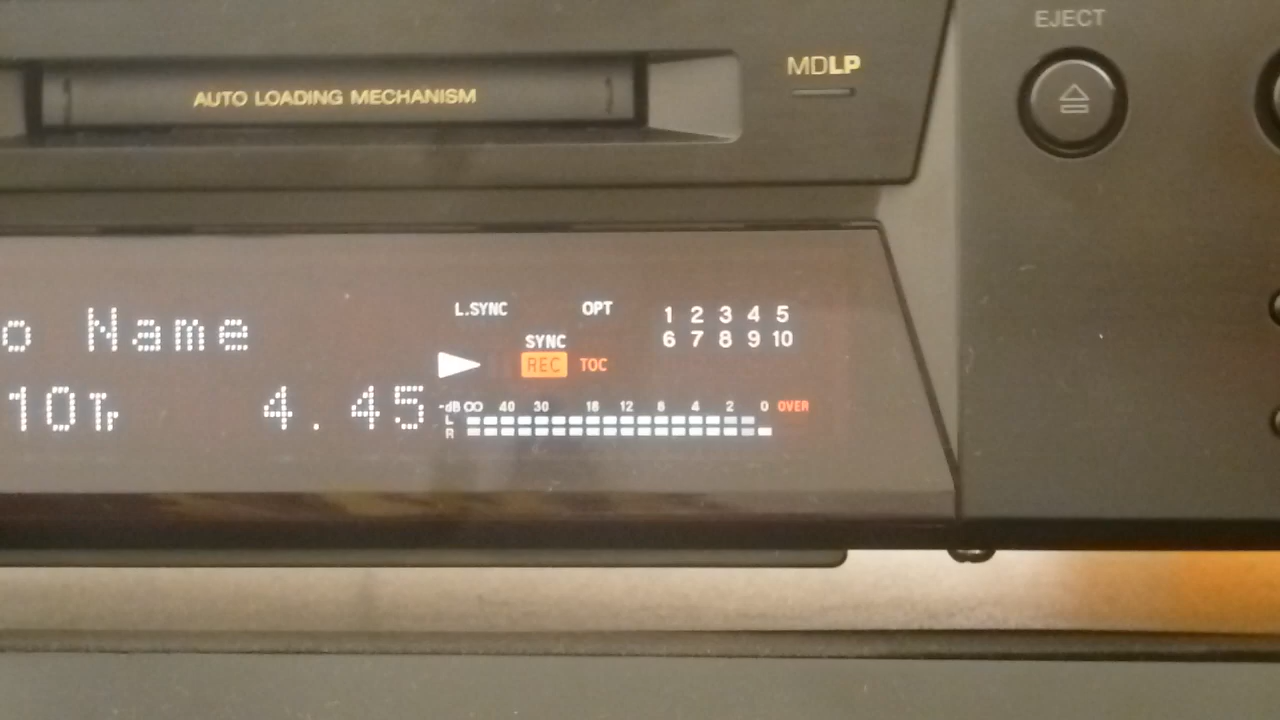 EJECT
MDLP
AUTO LOADING MECHANISM
o Name
L.SYNC OPT
1 2 3 4 5
SYNC
6 7 8 9 10
REC TOC
10Tr 4.45
-dB ∞ 40 30 18 12 6 4 2 0 OVER
L
R